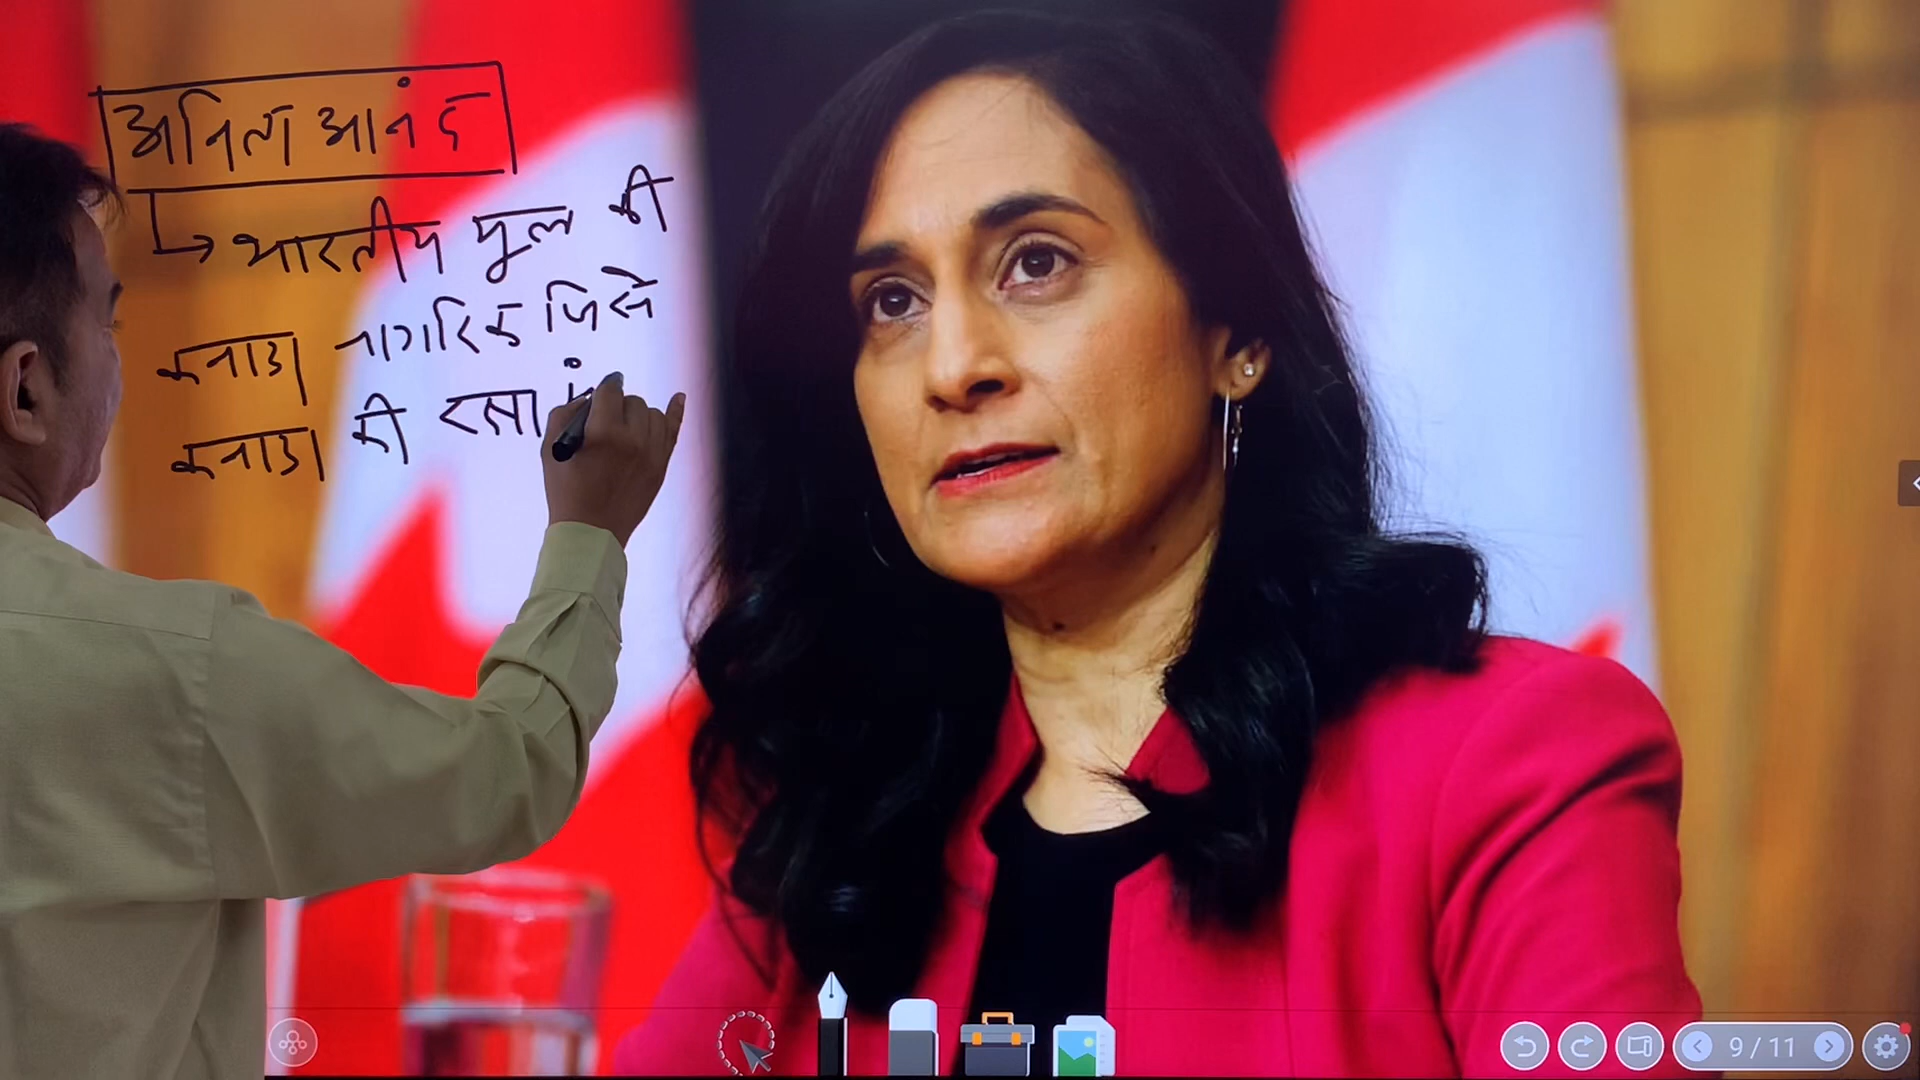 अनिता आनंद
भारतीय मूल की
कनाडा नागरिक जिसे
कनाडा की रक्षा
9 / 11